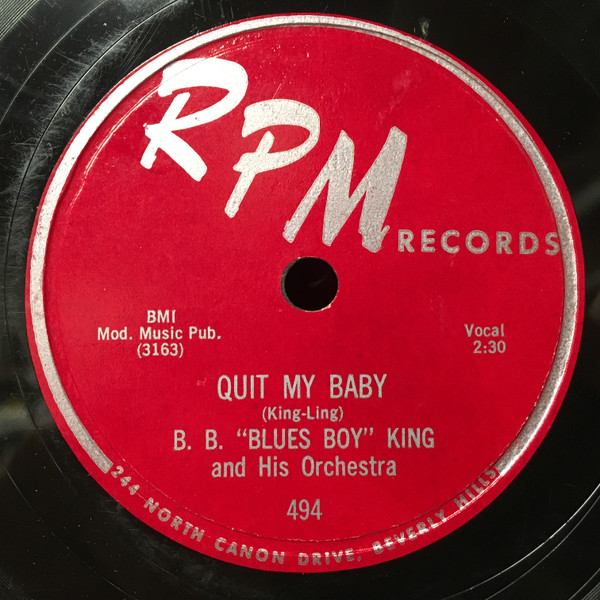 RPM
RECORDS
BMI
Mod. Music Pub.
(3163)
Vocal
2:30
QUIT MY BABY
(King-Ling)
B. B. "BLUES BOY" KING
and His Orchestra
494
244 NORTH CANON DRIVE, BEVERLY HILLS